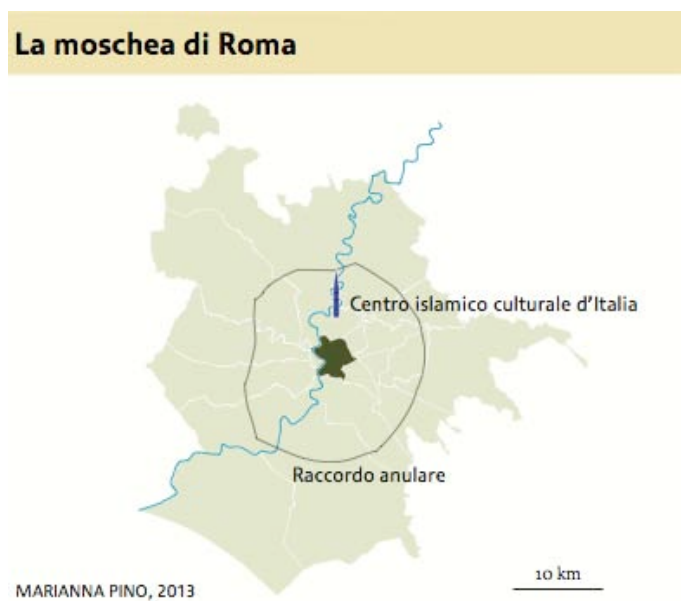 La moschea di Roma
Centro islamico culturale d'Italia
Raccordo anulare
MARIANNA PINO, 2013
10 km